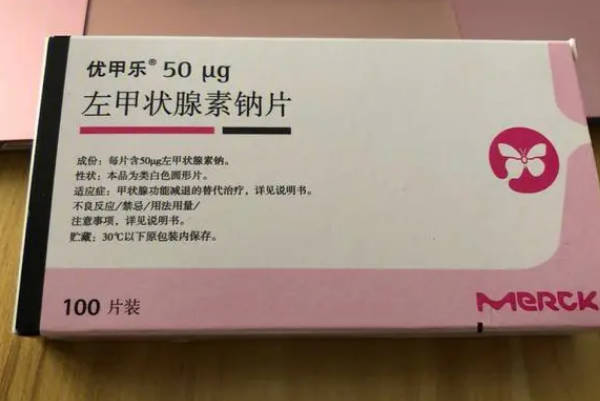 优甲乐® 50 μg
左甲状腺素钠片
成份：每片含50μg左甲状腺素钠。
性状：本品为类白色圆形片。
适应症：甲状腺功能减退的替代治疗，详见说明书。
不良反应/禁忌/用法用量/
注意事项，详见说明书。
贮藏：30℃以下原包装内保存。
100 片装
MERCK